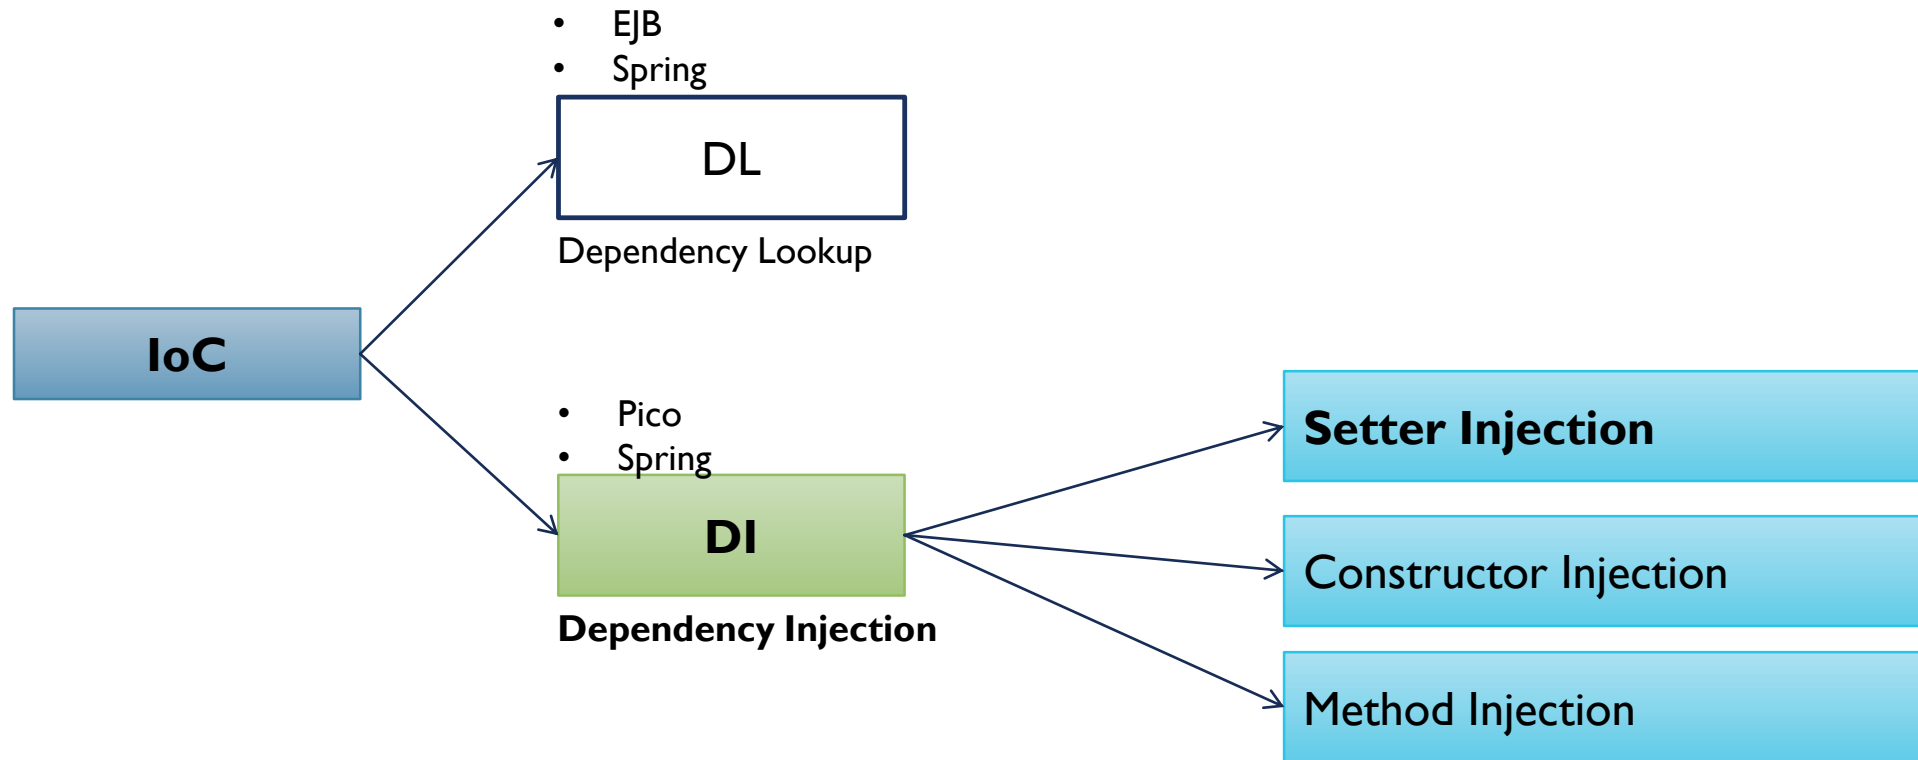 • EJB
• Spring
DL
Dependency Lookup
IoC
• Pico
• Spring
DI
Dependency Injection
Setter Injection
Constructor Injection
Method Injection